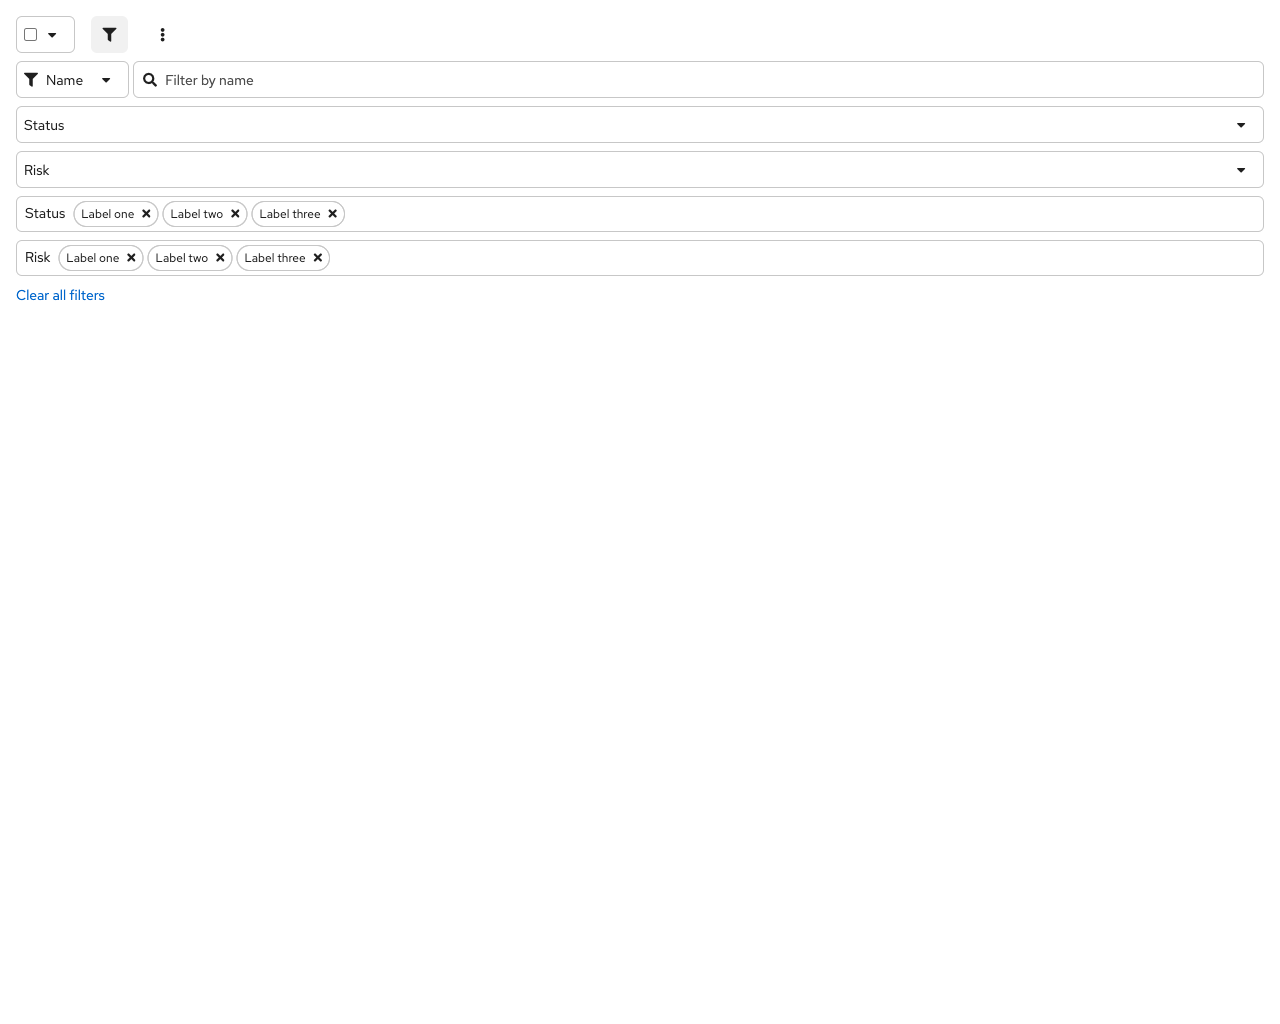 Name Filter by name
Status
Risk
Status Label one Label two Label three
Risk Label one Label two Label three
Clear all filters